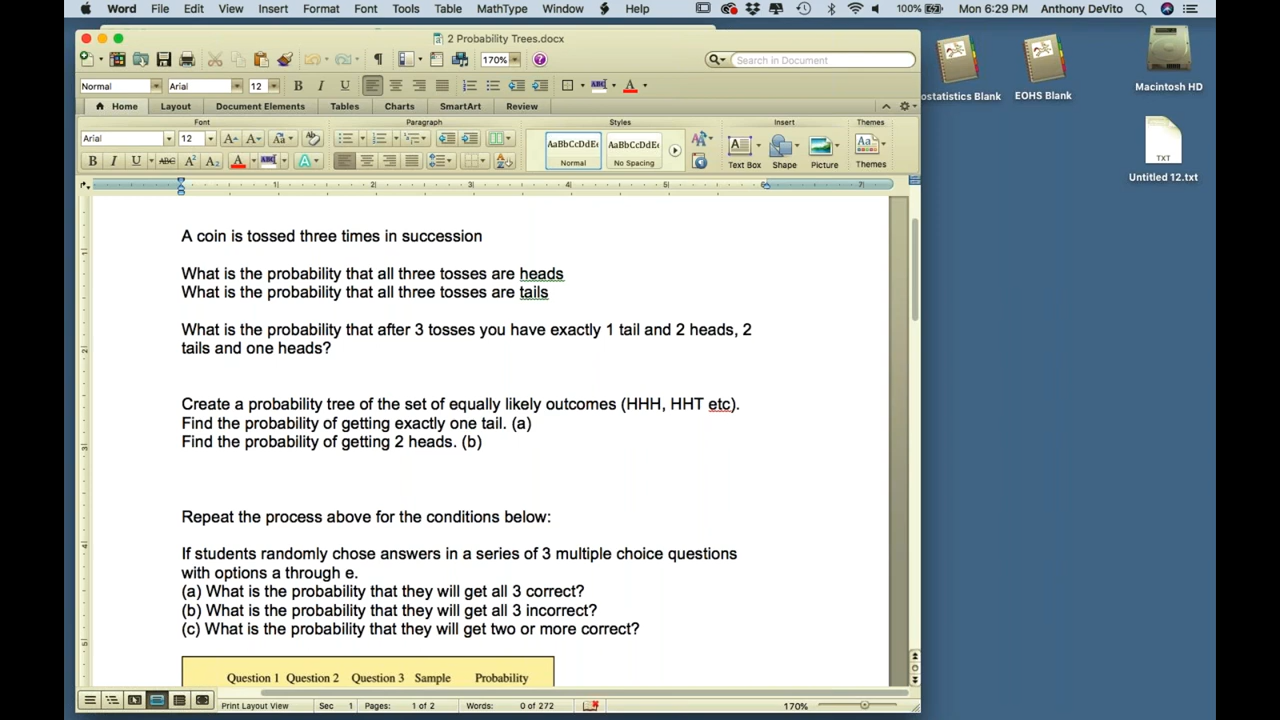 Word File Edit View Insert Format Font Tools Table MathType Window Help 100% Mon 6:29 PM Anthony DeVito
2 Probability Trees.docx
170% Search in Document
Normal Arial 12 B I U
Home Layout Document Elements Tables Charts SmartArt Review
Font Paragraph Styles Insert Themes
Arial 12 AaBbCcDdEe AaBbCcDdEe
Normal No Spacing Text Box Shape Picture Themes
B I U ABC A² A₂
A coin is tossed three times in succession
What is the probability that all three tosses are heads
What is the probability that all three tosses are tails
What is the probability that after 3 tosses you have exactly 1 tail and 2 heads, 2
tails and one heads?
Create a probability tree of the set of equally likely outcomes (HHH, HHT etc).
Find the probability of getting exactly one tail. (a)
Find the probability of getting 2 heads. (b)
Repeat the process above for the conditions below:
If students randomly chose answers in a series of 3 multiple choice questions
with options a through e.
(a) What is the probability that they will get all 3 correct?
(b) What is the probability that they will get all 3 incorrect?
(c) What is the probability that they will get two or more correct?
Question 1 Question 2 Question 3 Sample Probability
Print Layout View Sec 1 Pages: 1 of 2 Words: 0 of 272 170%
ostatistics Blank
EOHS Blank
Macintosh HD
TXT
Untitled 12.txt